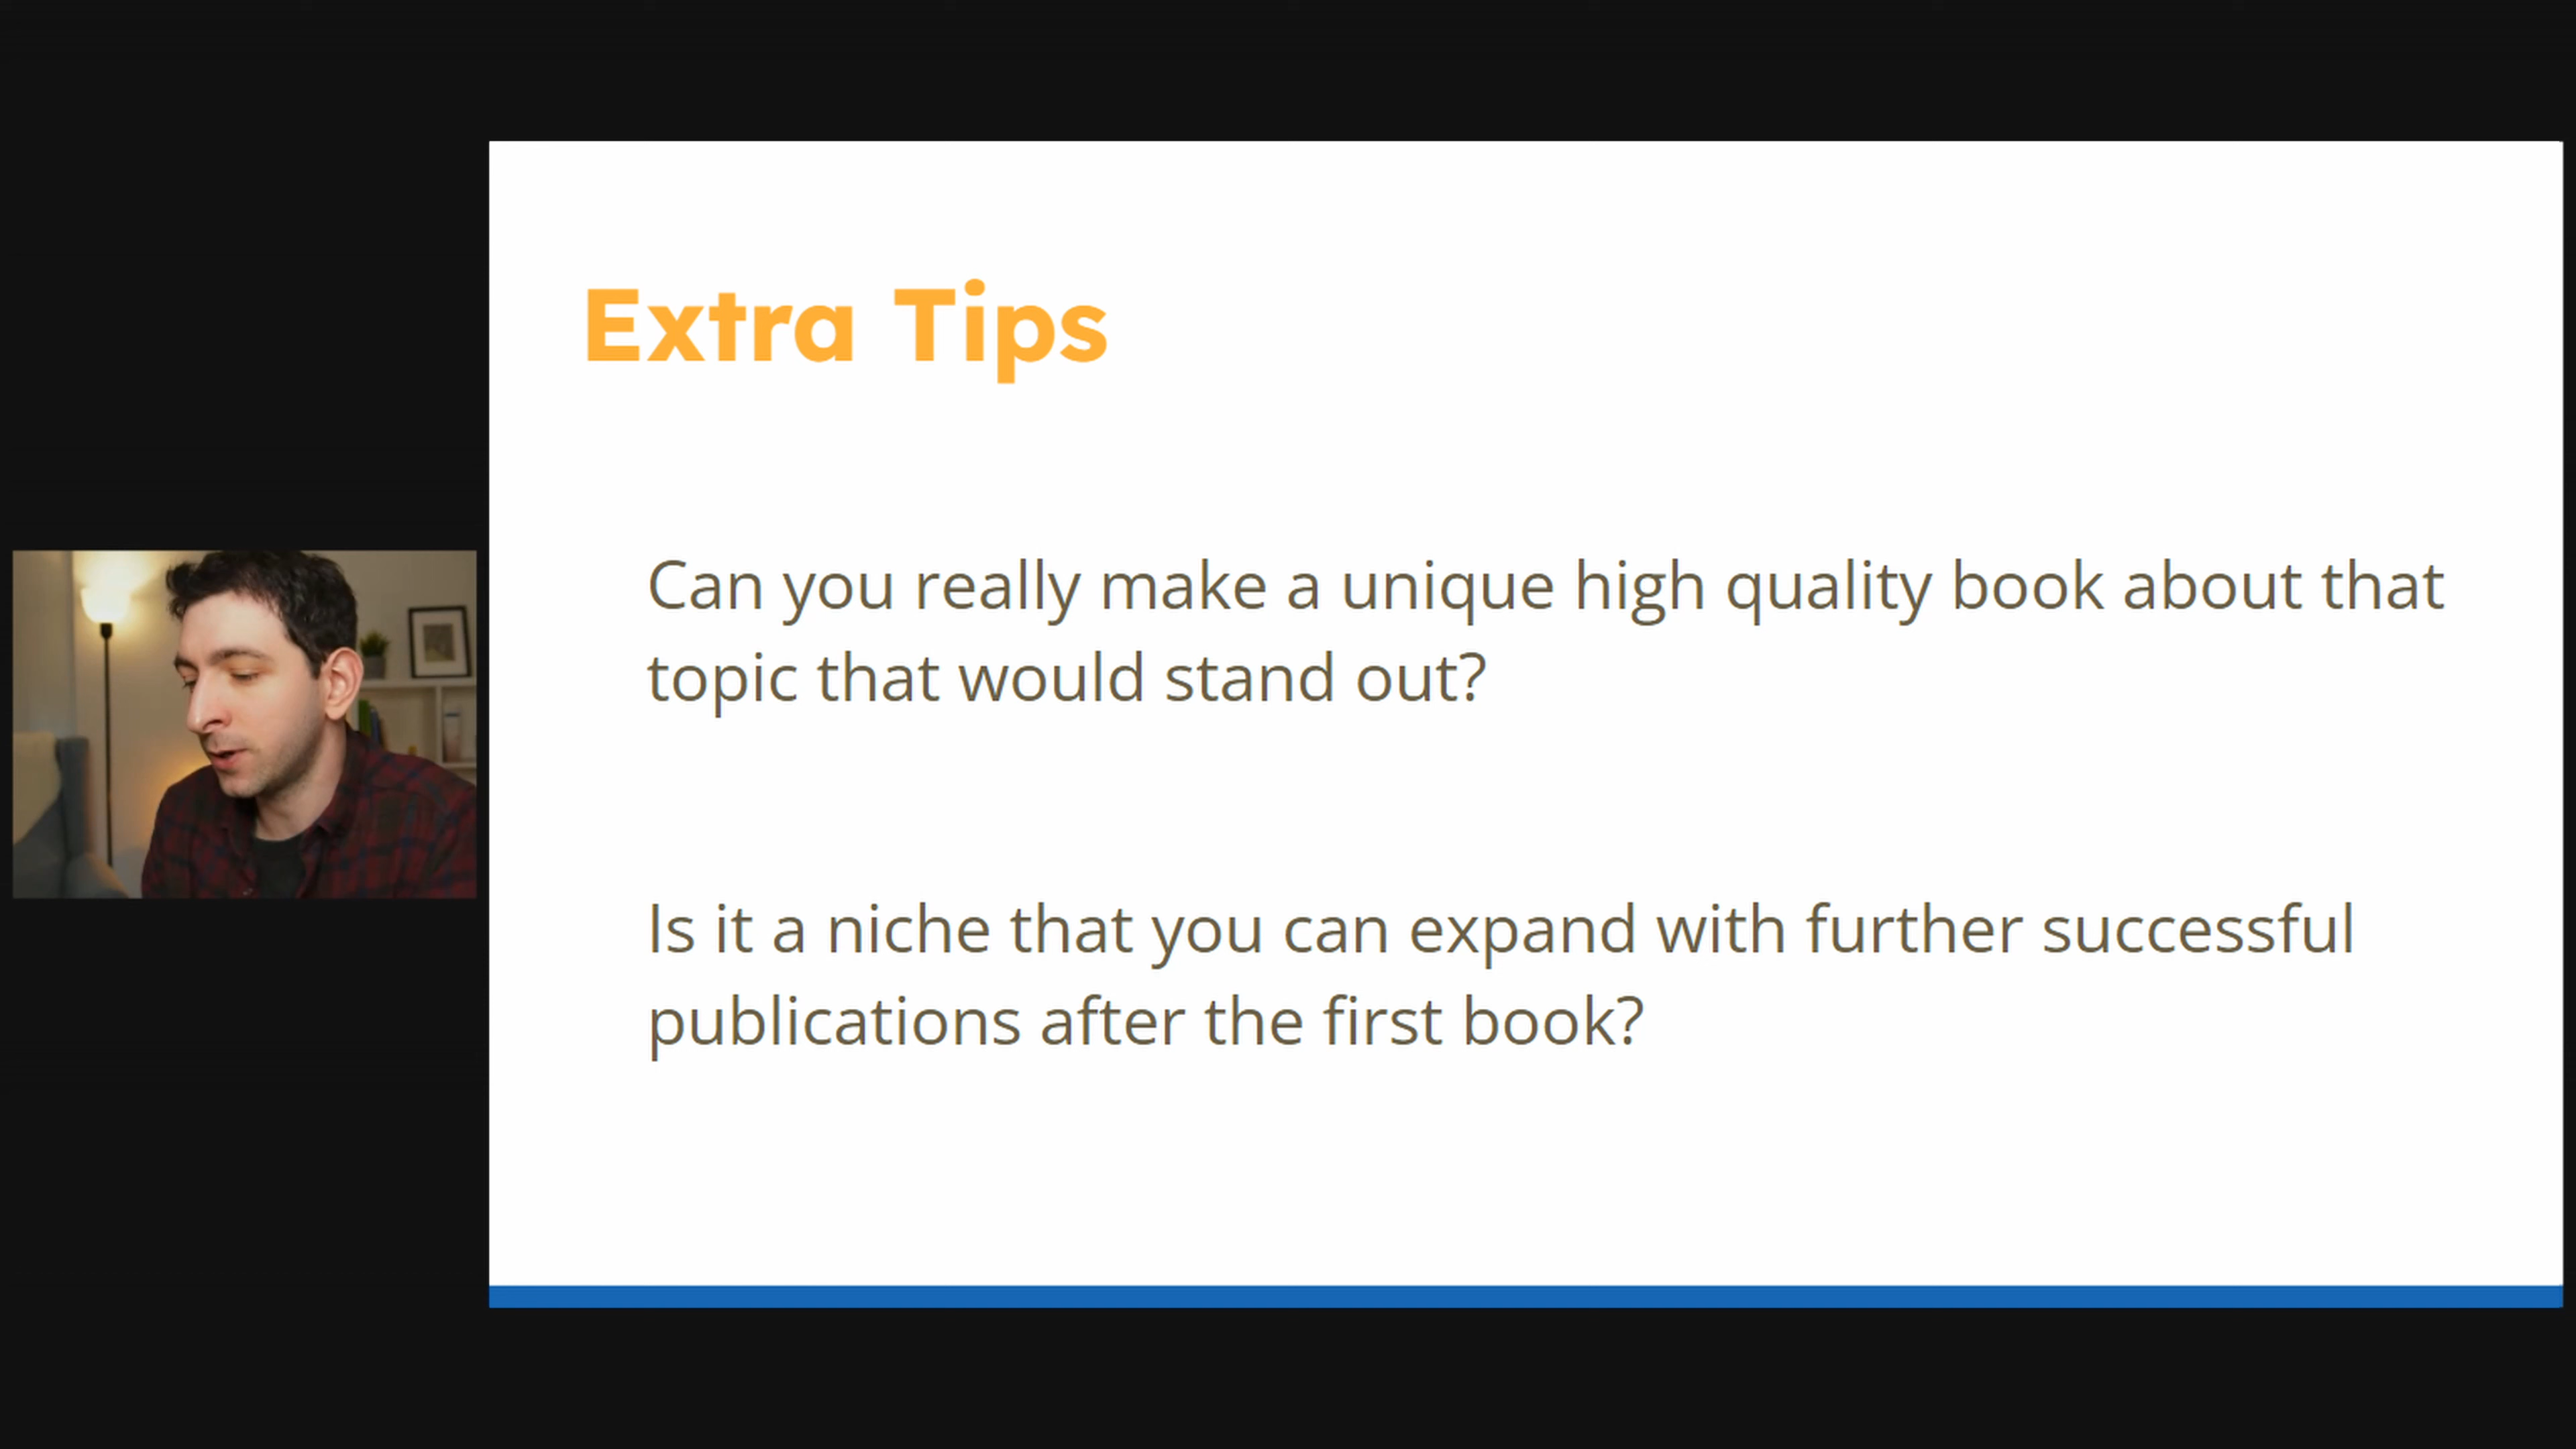 Extra Tips
Can you really make a unique high quality book about that
topic that would stand out?
Is it a niche that you can expand with further successful
publications after the first book?